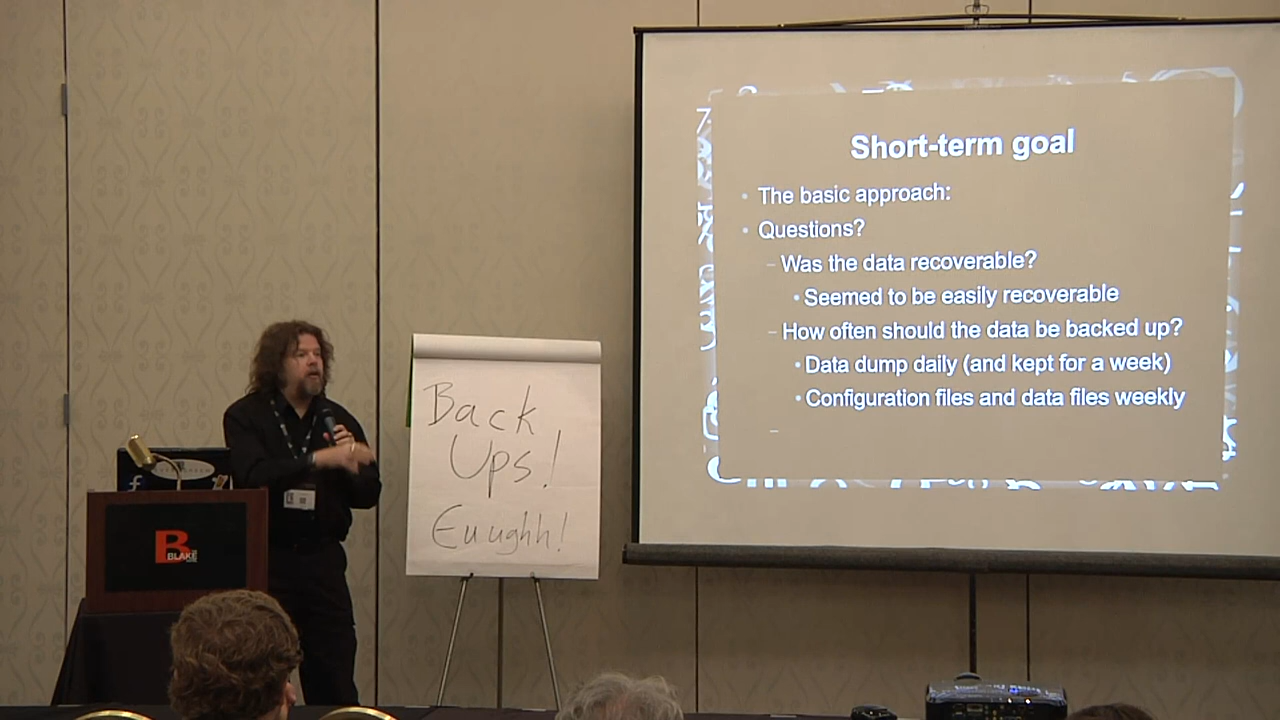 Short-term goal
• The basic approach:
• Questions?
– Was the data recoverable?
• Seemed to be easily recoverable
– How often should the data be backed up?
• Data dump daily (and kept for a week)
• Configuration files and data files weekly
–
Back
Ups!
Euughh!
f
B
BLAKE